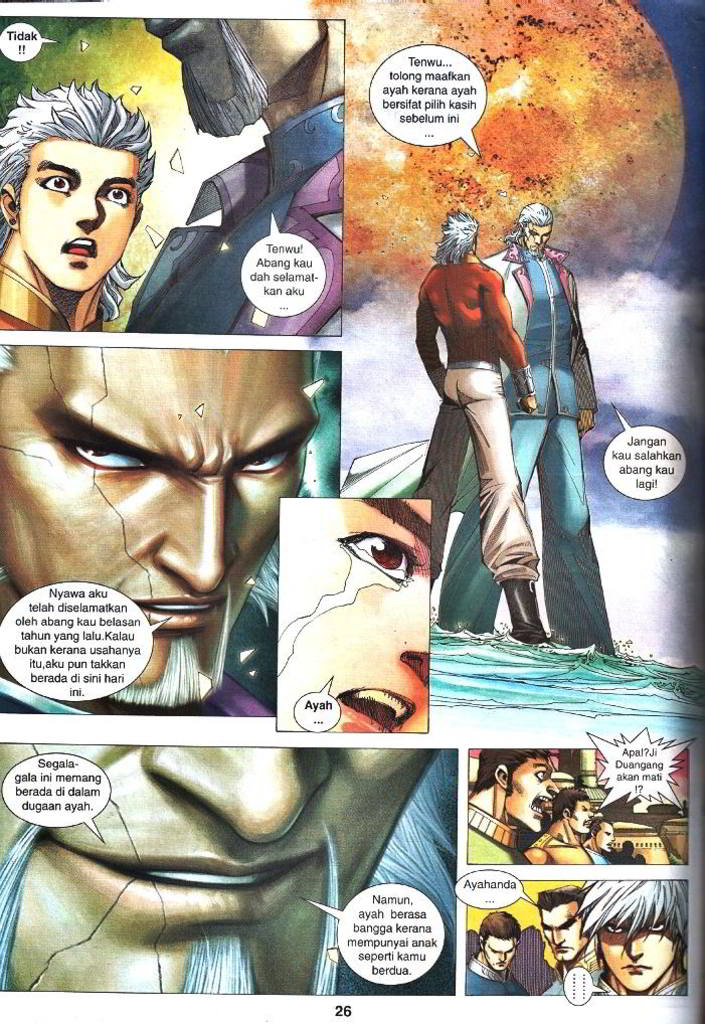 Tidak
!!
Tenwu!
Abang kau
dah selamat-
kan aku
...
Tenwu...
tolong maafkan
ayah kerana ayah
bersifat pilih kasih
sebelum ini
...
Jangan
kau salahkan
abang kau
lagi!
Nyawa aku
telah diselamatkan
oleh abang kau belasan
tahun yang lalu.Kalau
bukan kerana usahanya
itu,aku pun takkan
berada di sini hari
ini.
Ayah
...
Segala-
gala ini memang
berada di dalam
dugaan ayah.
Namun,
ayah berasa
bangga kerana
mempunyai anak
seperti kamu
berdua.
Apa!?Ji
Duangang
akan mati
!?
Ayahanda
...
......
26